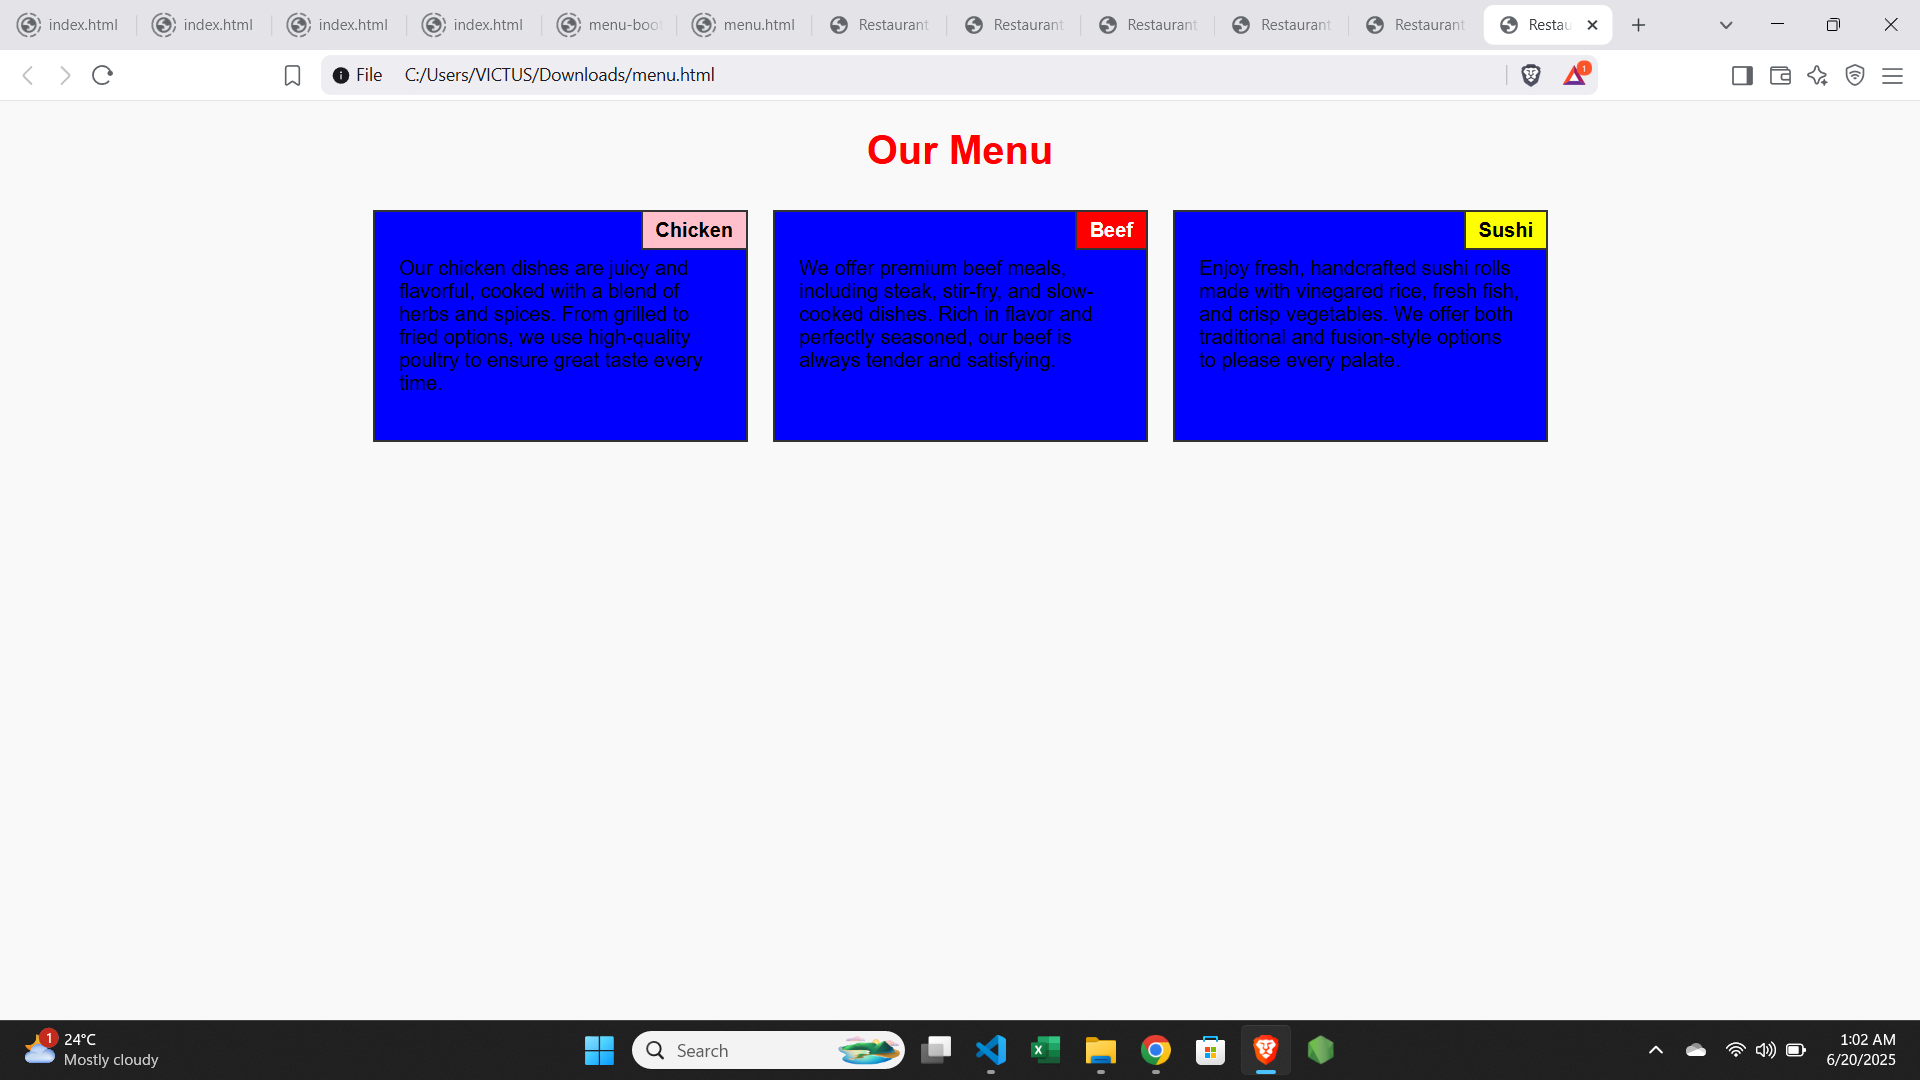 index.html
index.html
index.html
index.html
menu-boot
menu.html
Restaurant
Restaurant
Restaurant
Restaurant
Restaurant
Restau
File
C:/Users/VICTUS/Downloads/menu.html
1
Our Menu
Chicken
Our chicken dishes are juicy and
flavorful, cooked with a blend of
herbs and spices. From grilled to
fried options, we use high-quality
poultry to ensure great taste every
time.
Beef
We offer premium beef meals,
including steak, stir-fry, and slow-
cooked dishes. Rich in flavor and
perfectly seasoned, our beef is
always tender and satisfying.
Sushi
Enjoy fresh, handcrafted sushi rolls
made with vinegared rice, fresh fish,
and crisp vegetables. We offer both
traditional and fusion-style options
to please every palate.
1
24°C
Mostly cloudy
Search
1:02 AM
6/20/2025